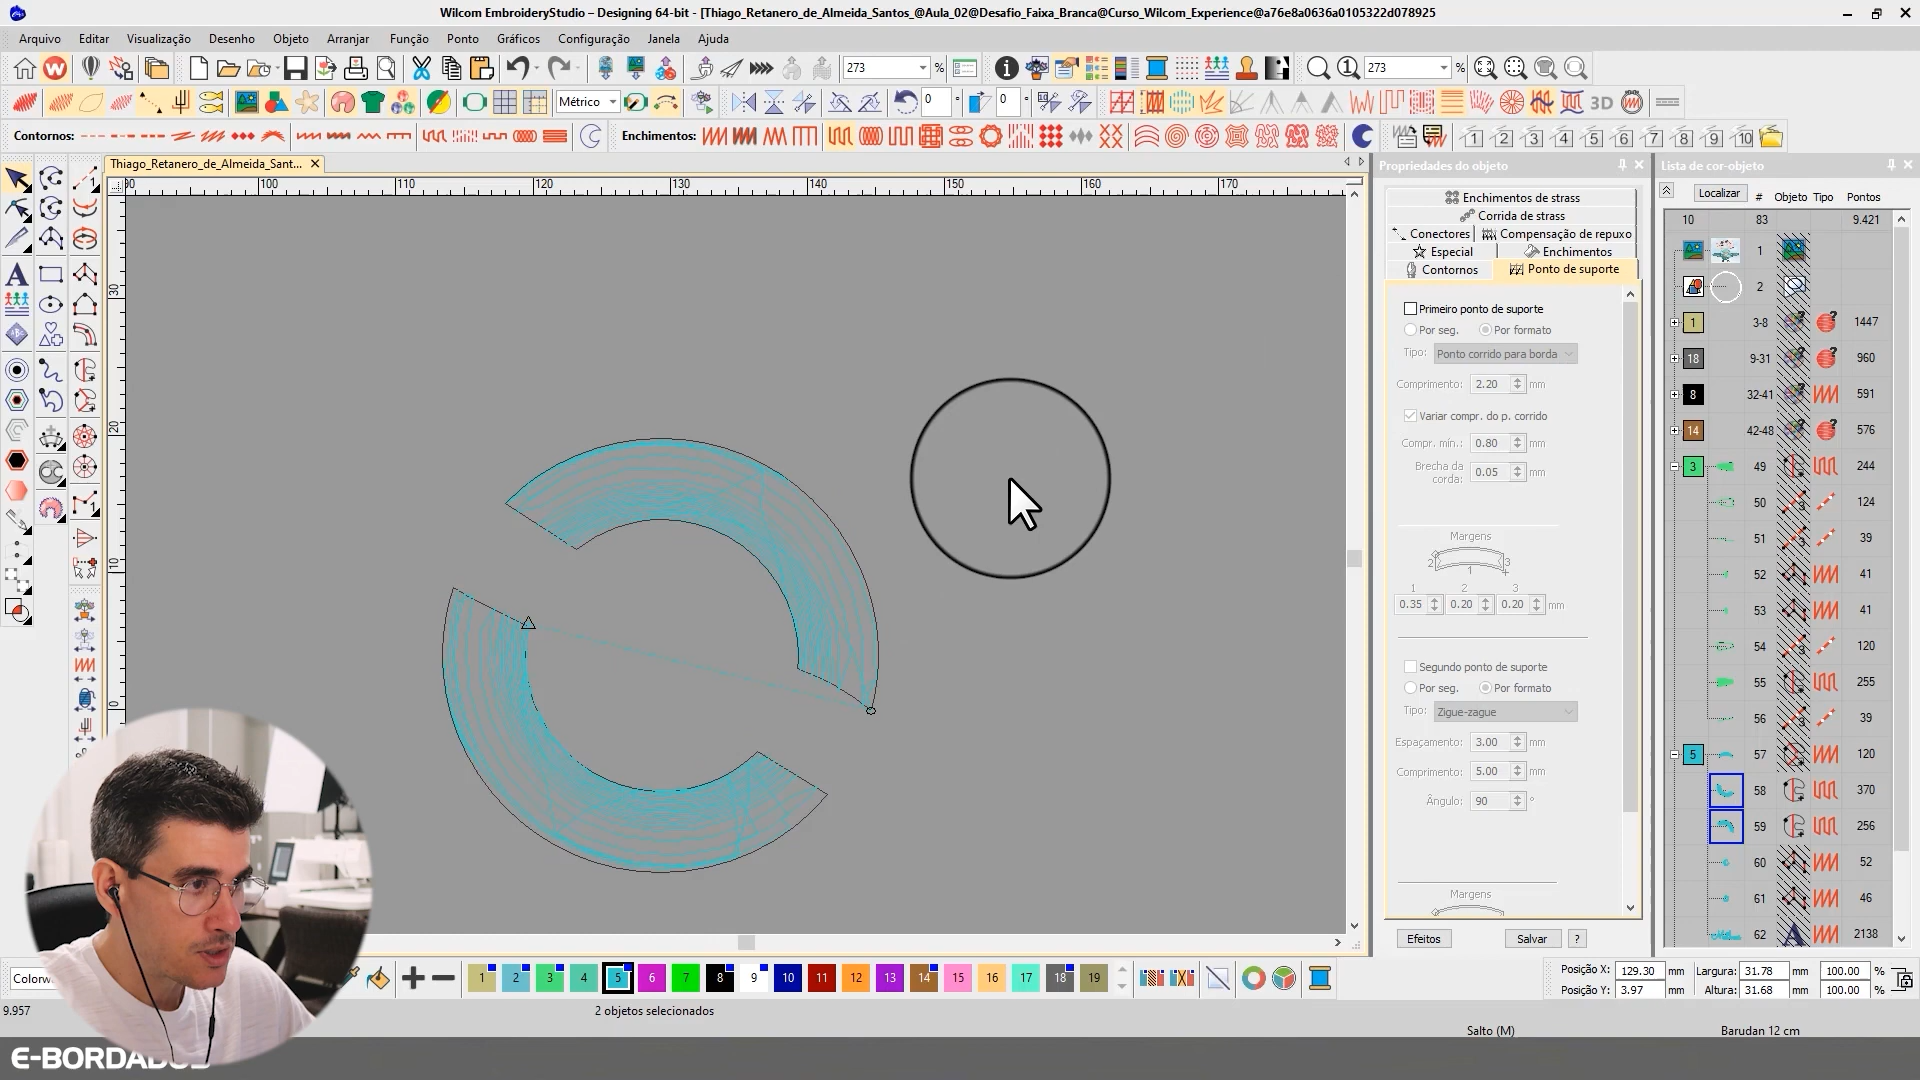 Wilcom EmbroideryStudio – Designing 64-bit - [Thiago_Retanero_de_Almeida_Santos_@Aula_02@Desafio_Faixa_Branca@Curso_Wilcom_Experience@a76e8a0636a0105322d078925
Arquivo Editar Visualização Desenho Objeto Arranjar Função Ponto Gráficos Configuração Janela Ajuda
273 % 273 %
Métrico 0 ° 0 ° 3D
Contornos: Enchimentos: 1 2 3 4 5 6 7 8 9 10
Thiago_Retanero_de_Almeida_Sant...
Propriedades do objeto
Lista de cor-objeto
90 100 110 120 130 140 150 160 170
30
20
10
0
Enchimentos de strass
Corrida de strass
Conectores Compensação de repuxo
Especial Enchimentos
Contornos Ponto de suporte
Primeiro ponto de suporte
Por seg. Por formato
Tipo: Ponto corrido para borda
Comprimento: 2.20 mm
Variar compr. do p. corrido
Compr. mín.: 0.80 mm
Brecha da corda: 0.05 mm
Margens
2 1 3
1 2 3
0.35 0.20 0.20 mm
Segundo ponto de suporte
Por seg. Por formato
Tipo: Zigue-zague
Espaçamento: 3.00 mm
Comprimento: 5.00 mm
Ângulo: 90 °
Margens
Efeitos Salvar ?
Localizar # Objeto Tipo Pontos
10 83 9.421
1
2
1 3-8 1447
18 9-31 960
8 32-41 591
14 42-48 576
3 49 244
50 124
51 39
52 41
53 41
54 120
55 255
56 39
5 57 120
58 370
59 256
60 52
61 46
62 2138
Colorw
1 2 3 4 5 6 7 8 9 10 11 12 13 14 15 16 17 18 19
Posição X: 129.30 mm Largura: 31.78 mm 100.00 %
Posição Y: 3.97 mm Altura: 31.68 mm 100.00 %
9.957
2 objetos selecionados
Salto (M)
Barudan 12 cm
E-BORDADOS